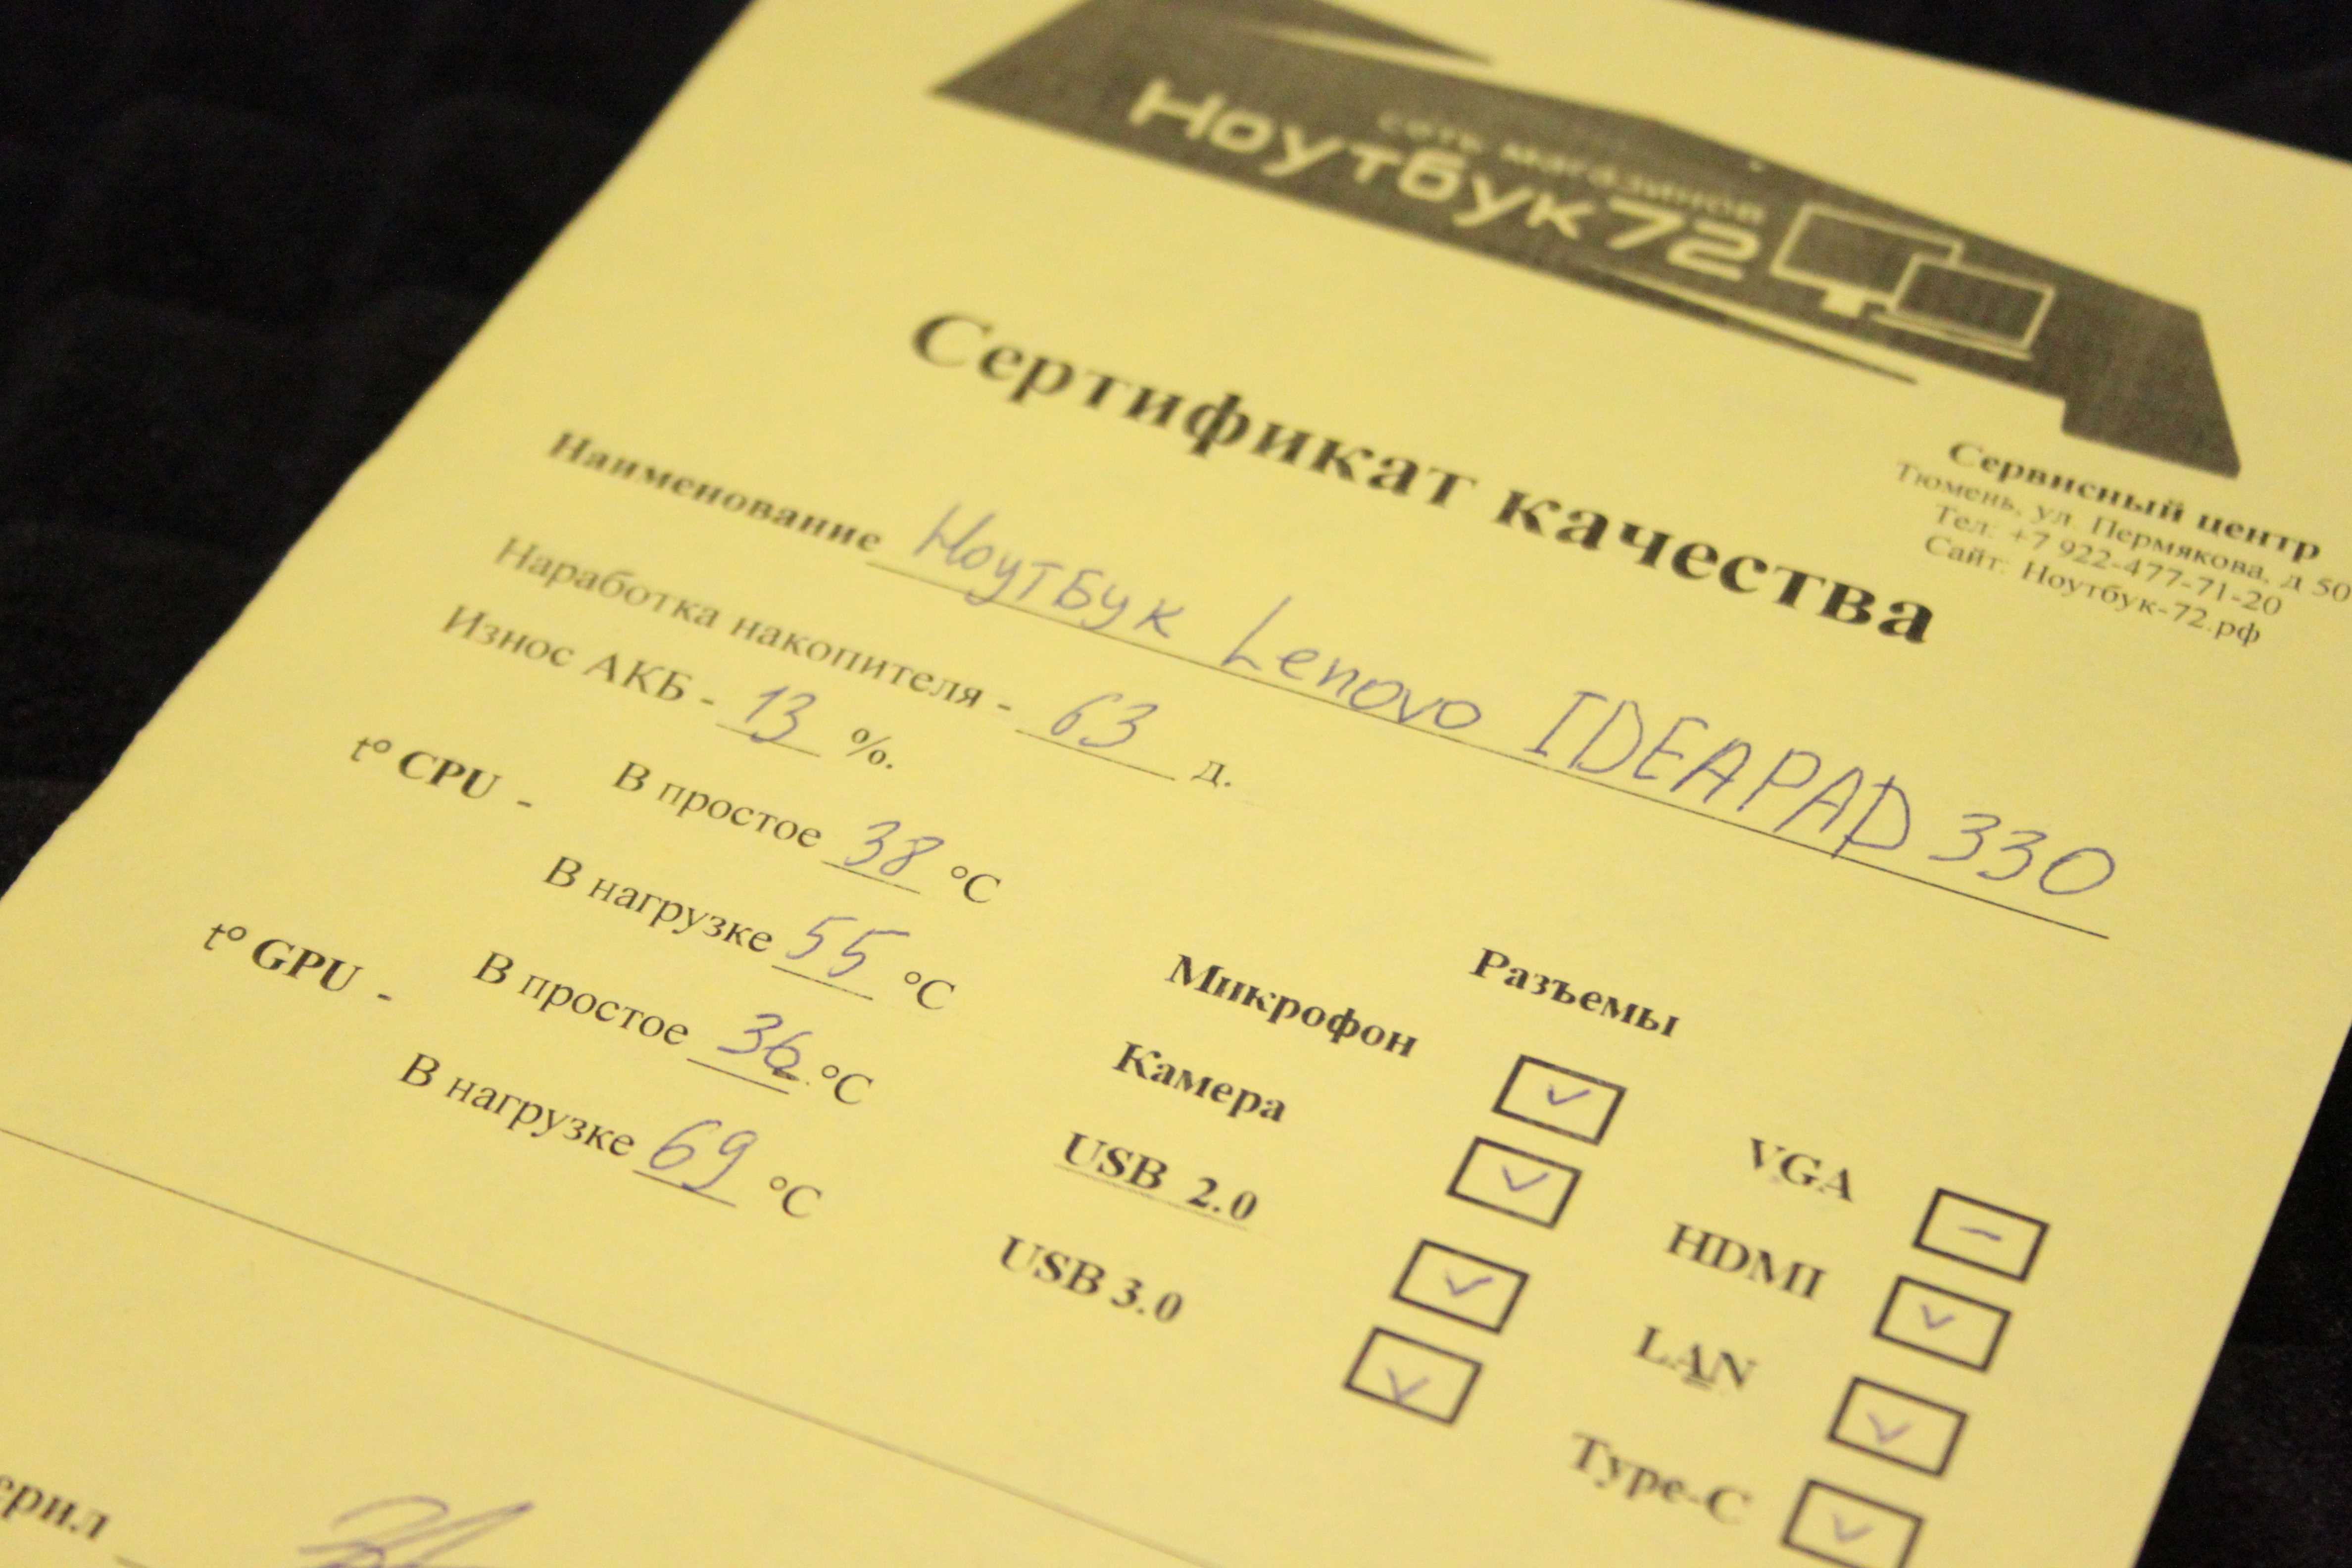 сеть магазинов
Ноутбук72
Сервисный центр
Тюмень, ул. Пермякова, д 50
Тел: +7 922-477-71-20
Сайт: Ноутбук-72.рф
Сертификат качества
Наименование Ноутбук Lenovo IDEAPAD 330
Наработка накопителя - 63 д.
Износ АКБ - 13 %.
t° CPU - В простое 38 °C
В нагрузке 55 °C
t° GPU - В простое 36 °C
В нагрузке 69 °C
Разъемы
Микрофон
Камера
USB 2.0
USB 3.0
VGA –
HDMI
LAN
Type-C